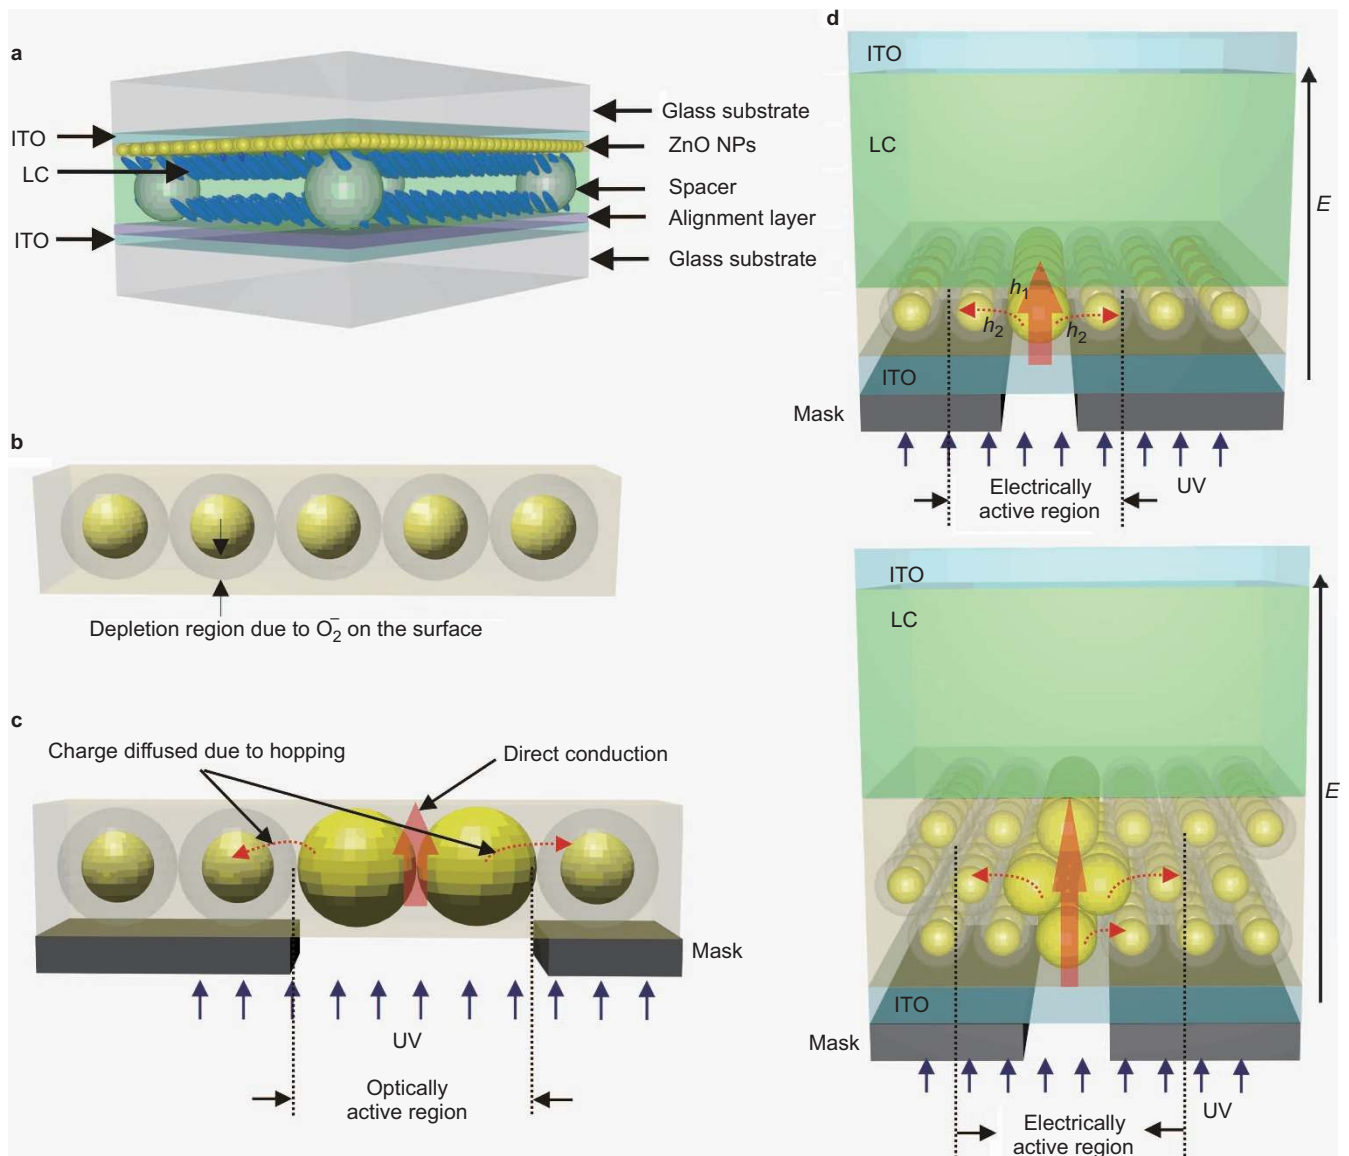 a
ITO
LC
ITO
Glass substrate
ZnO NPs
Spacer
Alignment layer
Glass substrate
b
Depletion region due to O₂⁻ on the surface
c
Charge diffused due to hopping
Direct conduction
Mask
UV
Optically
active region
d
ITO
LC
E
h₁
h₂
h₂
ITO
Mask
UV
Electrically
active region
ITO
LC
E
ITO
Mask
UV
Electrically
active region